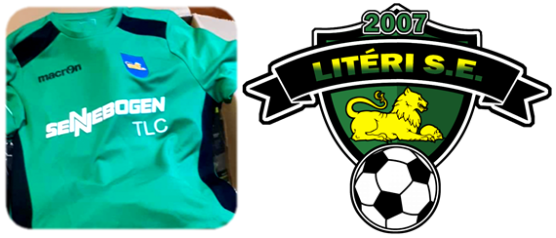 macron
SENNEBOGEN
TLC
2007
LITÉRI S.E.